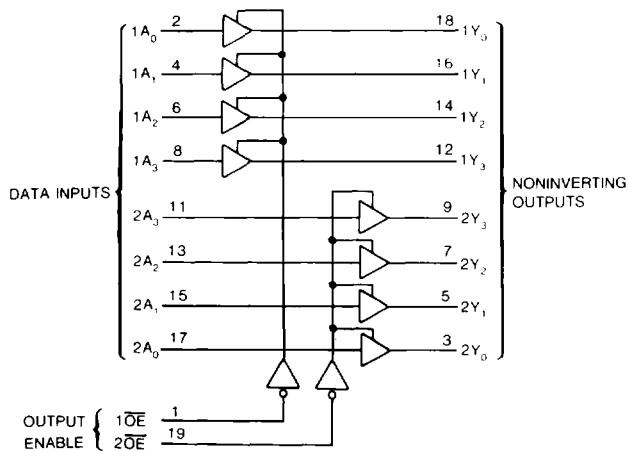 1A₀ 2 18 1Y₀
1A₁ 4 16 1Y₁
1A₂ 6 14 1Y₂
1A₃ 8 12 1Y₃
DATA INPUTS
NONINVERTING
OUTPUTS
2A₃ 11 9 2Y₃
2A₂ 13 7 2Y₂
2A₁ 15 5 2Y₁
2A₀ 17 3 2Y₀
OUTPUT 1O̅E̅ 1
ENABLE 2O̅E̅ 19